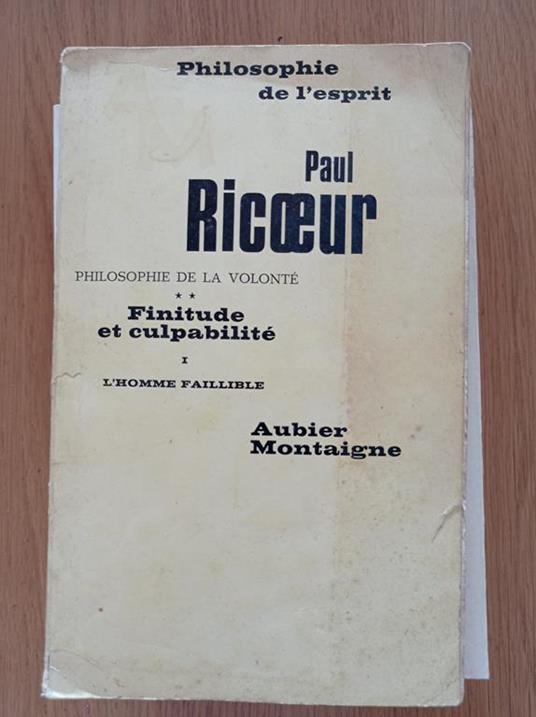 Philosophie
de l'esprit
Paul
Ricœur
PHILOSOPHIE DE LA VOLONTÉ
★ ★
Finitude
et culpabilité
I
L'HOMME FAILLIBLE
Aubier
Montaigne